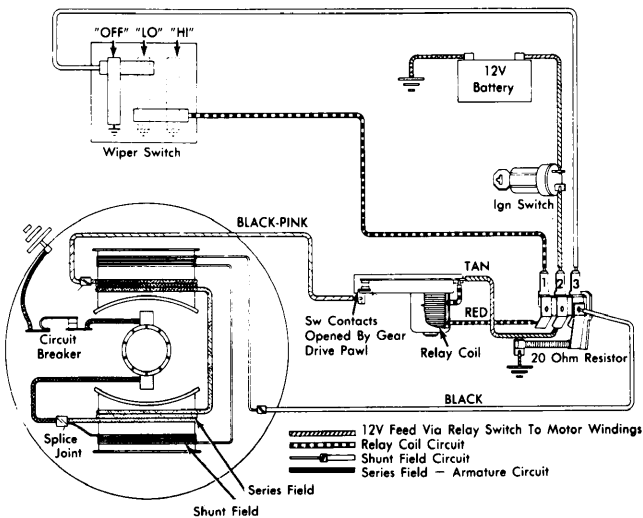 "OFF" "LO" "HI"
12V
Battery
Wiper Switch
Ign Switch
BLACK-PINK
TAN
1 2 3
RED
Sw Contacts
Opened By Gear
Drive Pawl
Relay Coil
20 Ohm Resistor
Circuit
Breaker
BLACK
12V Feed Via Relay Switch To Motor Windings
Relay Coil Circuit
Shunt Field Circuit
Series Field — Armature Circuit
Splice
Joint
Series Field
Shunt Field